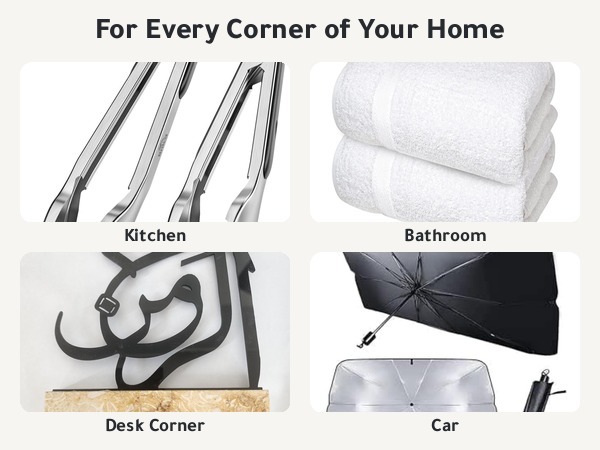 For Every Corner of Your Home
Kitchen
Bathroom
Desk Corner
Car